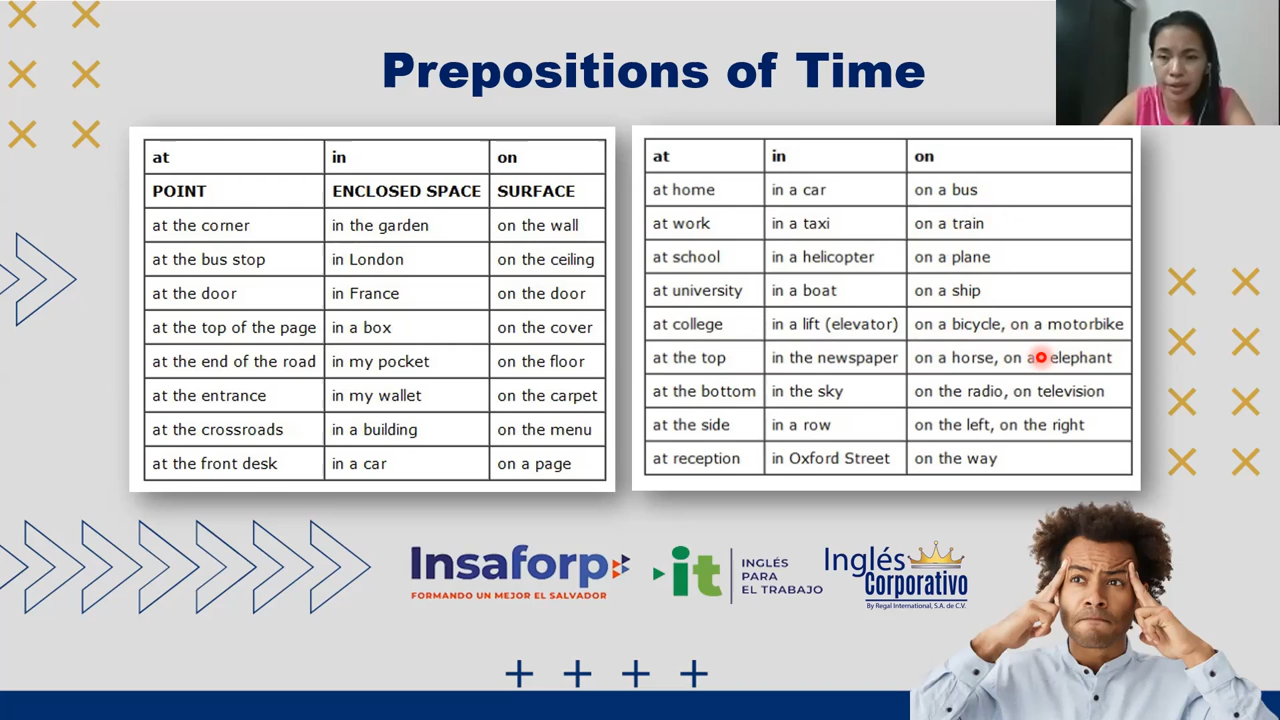 Prepositions of Time
at in on
POINT ENCLOSED SPACE SURFACE
at the corner in the garden on the wall
at the bus stop in London on the ceiling
at the door in France on the door
at the top of the page in a box on the cover
at the end of the road in my pocket on the floor
at the entrance in my wallet on the carpet
at the crossroads in a building on the menu
at the front desk in a car on a page
at in on
at home in a car on a bus
at work in a taxi on a train
at school in a helicopter on a plane
at university in a boat on a ship
at college in a lift (elevator) on a bicycle, on a motorbike
at the top in the newspaper on a horse, on elephant
at the bottom in the sky on the radio, on television
at the side in a row on the left, on the right
at reception in Oxford Street on the way
Insaforp
FORMANDO UN MEJOR EL SALVADOR
it
INGLÉS
PARA
EL TRABAJO
Inglés
Corporativo
By Regal International, S.A. de C.V.